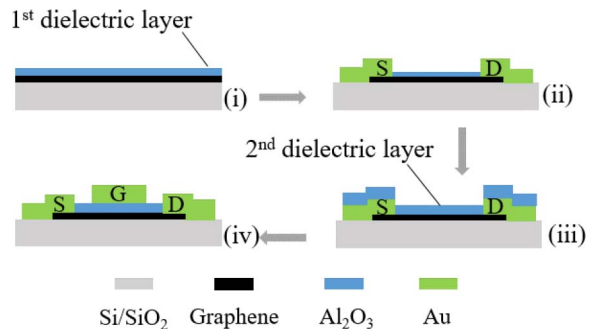 1st dielectric layer
S D
(i) (ii)
2nd dielectric layer
G
S D S D
(iv) (iii)
Si/SiO2 Graphene Al2O3 Au